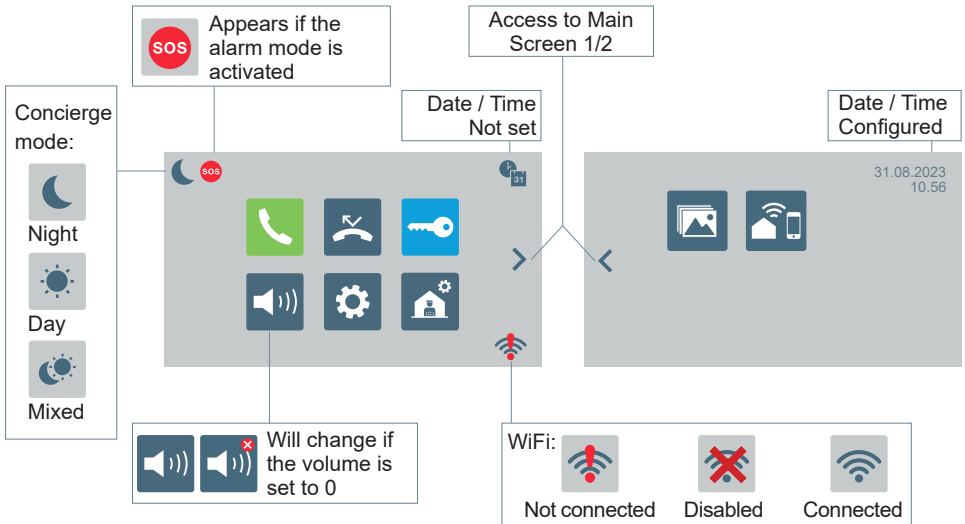 SOS
Appears if the
alarm mode is
activated
Access to Main
Screen 1/2
Concierge
mode:
Night
Day
Mixed
Date / Time
Not set
Date / Time
Configured
SOS
31
31.08.2023
10.56
Will change if
the volume is
set to 0
WiFi:
Not connected
Disabled
Connected